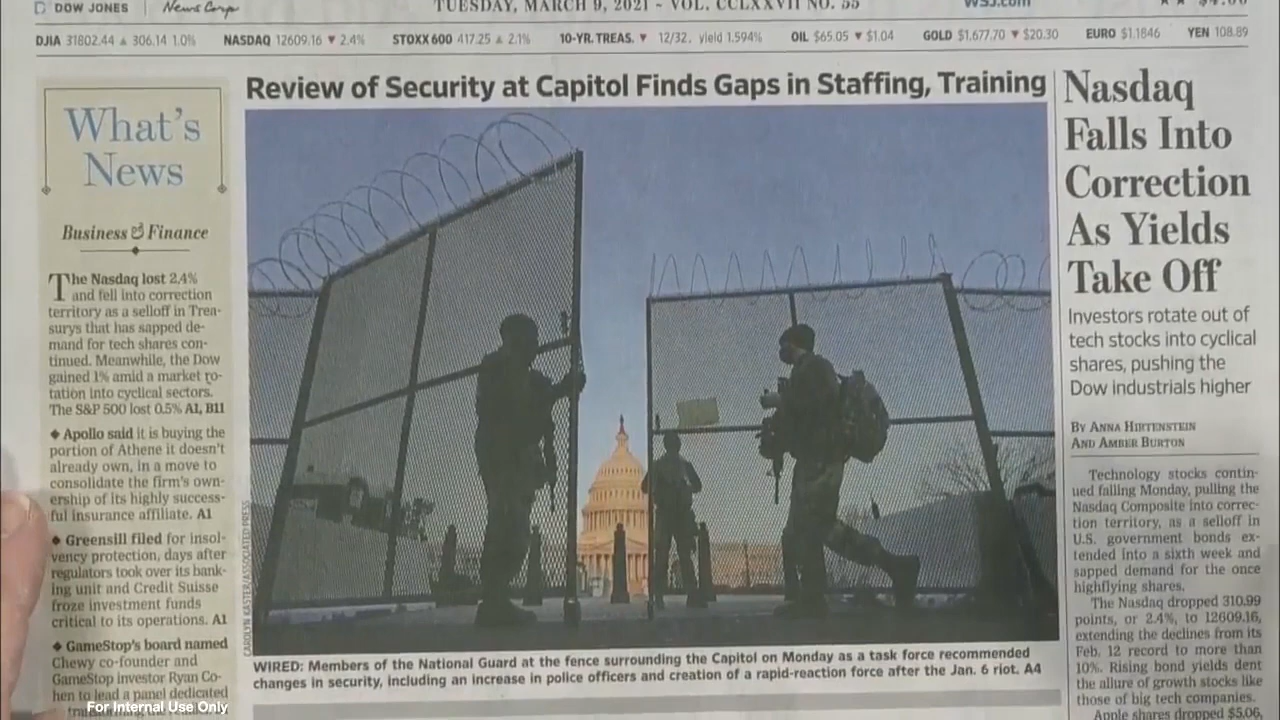 DOW JONES | News Corp
TUESDAY, MARCH 9, 2021 ~ VOL. CCLXXVII NO. 55
WSJ.com
★ ★ $4.00
DJIA 31802.44 ▲ 306.14 1.0%
NASDAQ 12609.16 ▼ 2.4%
STOXX 600 417.25 ▲ 2.1%
10-YR. TREAS. ▼ 12/32, yield 1.594%
OIL $65.05 ▼ $1.04
GOLD $1,677.70 ▼ $20.30
EURO $1.1846
YEN 108.89
What's
News
Business & Finance
The Nasdaq lost 2.4%
and fell into correction
territory as a selloff in Trea-
surys that has sapped de-
mand for tech shares con-
tinued. Meanwhile, the Dow
gained 1% amid a market ro-
tation into cyclical sectors.
The S&P 500 lost 0.5% A1, B11
◆ Apollo said it is buying the
portion of Athene it doesn't
already own, in a move to
consolidate the firm's own-
ership of its highly success-
ful insurance affiliate. A1
◆ Greensill filed for insol-
vency protection, days after
regulators took over its bank-
ing unit and Credit Suisse
froze investment funds
critical to its operations. A1
◆ GameStop's board named
Chewy co-founder and
GameStop investor Ryan Co-
hen to lead a panel dedicated
Review of Security at Capitol Finds Gaps in Staffing, Training
CAROLYN KASTER/ASSOCIATED PRESS
WIRED: Members of the National Guard at the fence surrounding the Capitol on Monday as a task force recommended
changes in security, including an increase in police officers and creation of a rapid-reaction force after the Jan. 6 riot. A4
Nasdaq
Falls Into
Correction
As Yields
Take Off
Investors rotate out of
tech stocks into cyclical
shares, pushing the
Dow industrials higher
BY ANNA HIRTENSTEIN
AND AMBER BURTON
Technology stocks contin-
ued falling Monday, pulling the
Nasdaq Composite into correc-
tion territory, as a selloff in
U.S. government bonds ex-
tended into a sixth week and
sapped demand for the once
highflying shares.
The Nasdaq dropped 310.99
points, or 2.4%, to 12609.16,
extending the declines from its
Feb. 12 record to more than
10%. Rising bond yields dent
the allure of growth stocks like
those of big tech companies.
Apple shares dropped $5.06,
For Internal Use Only